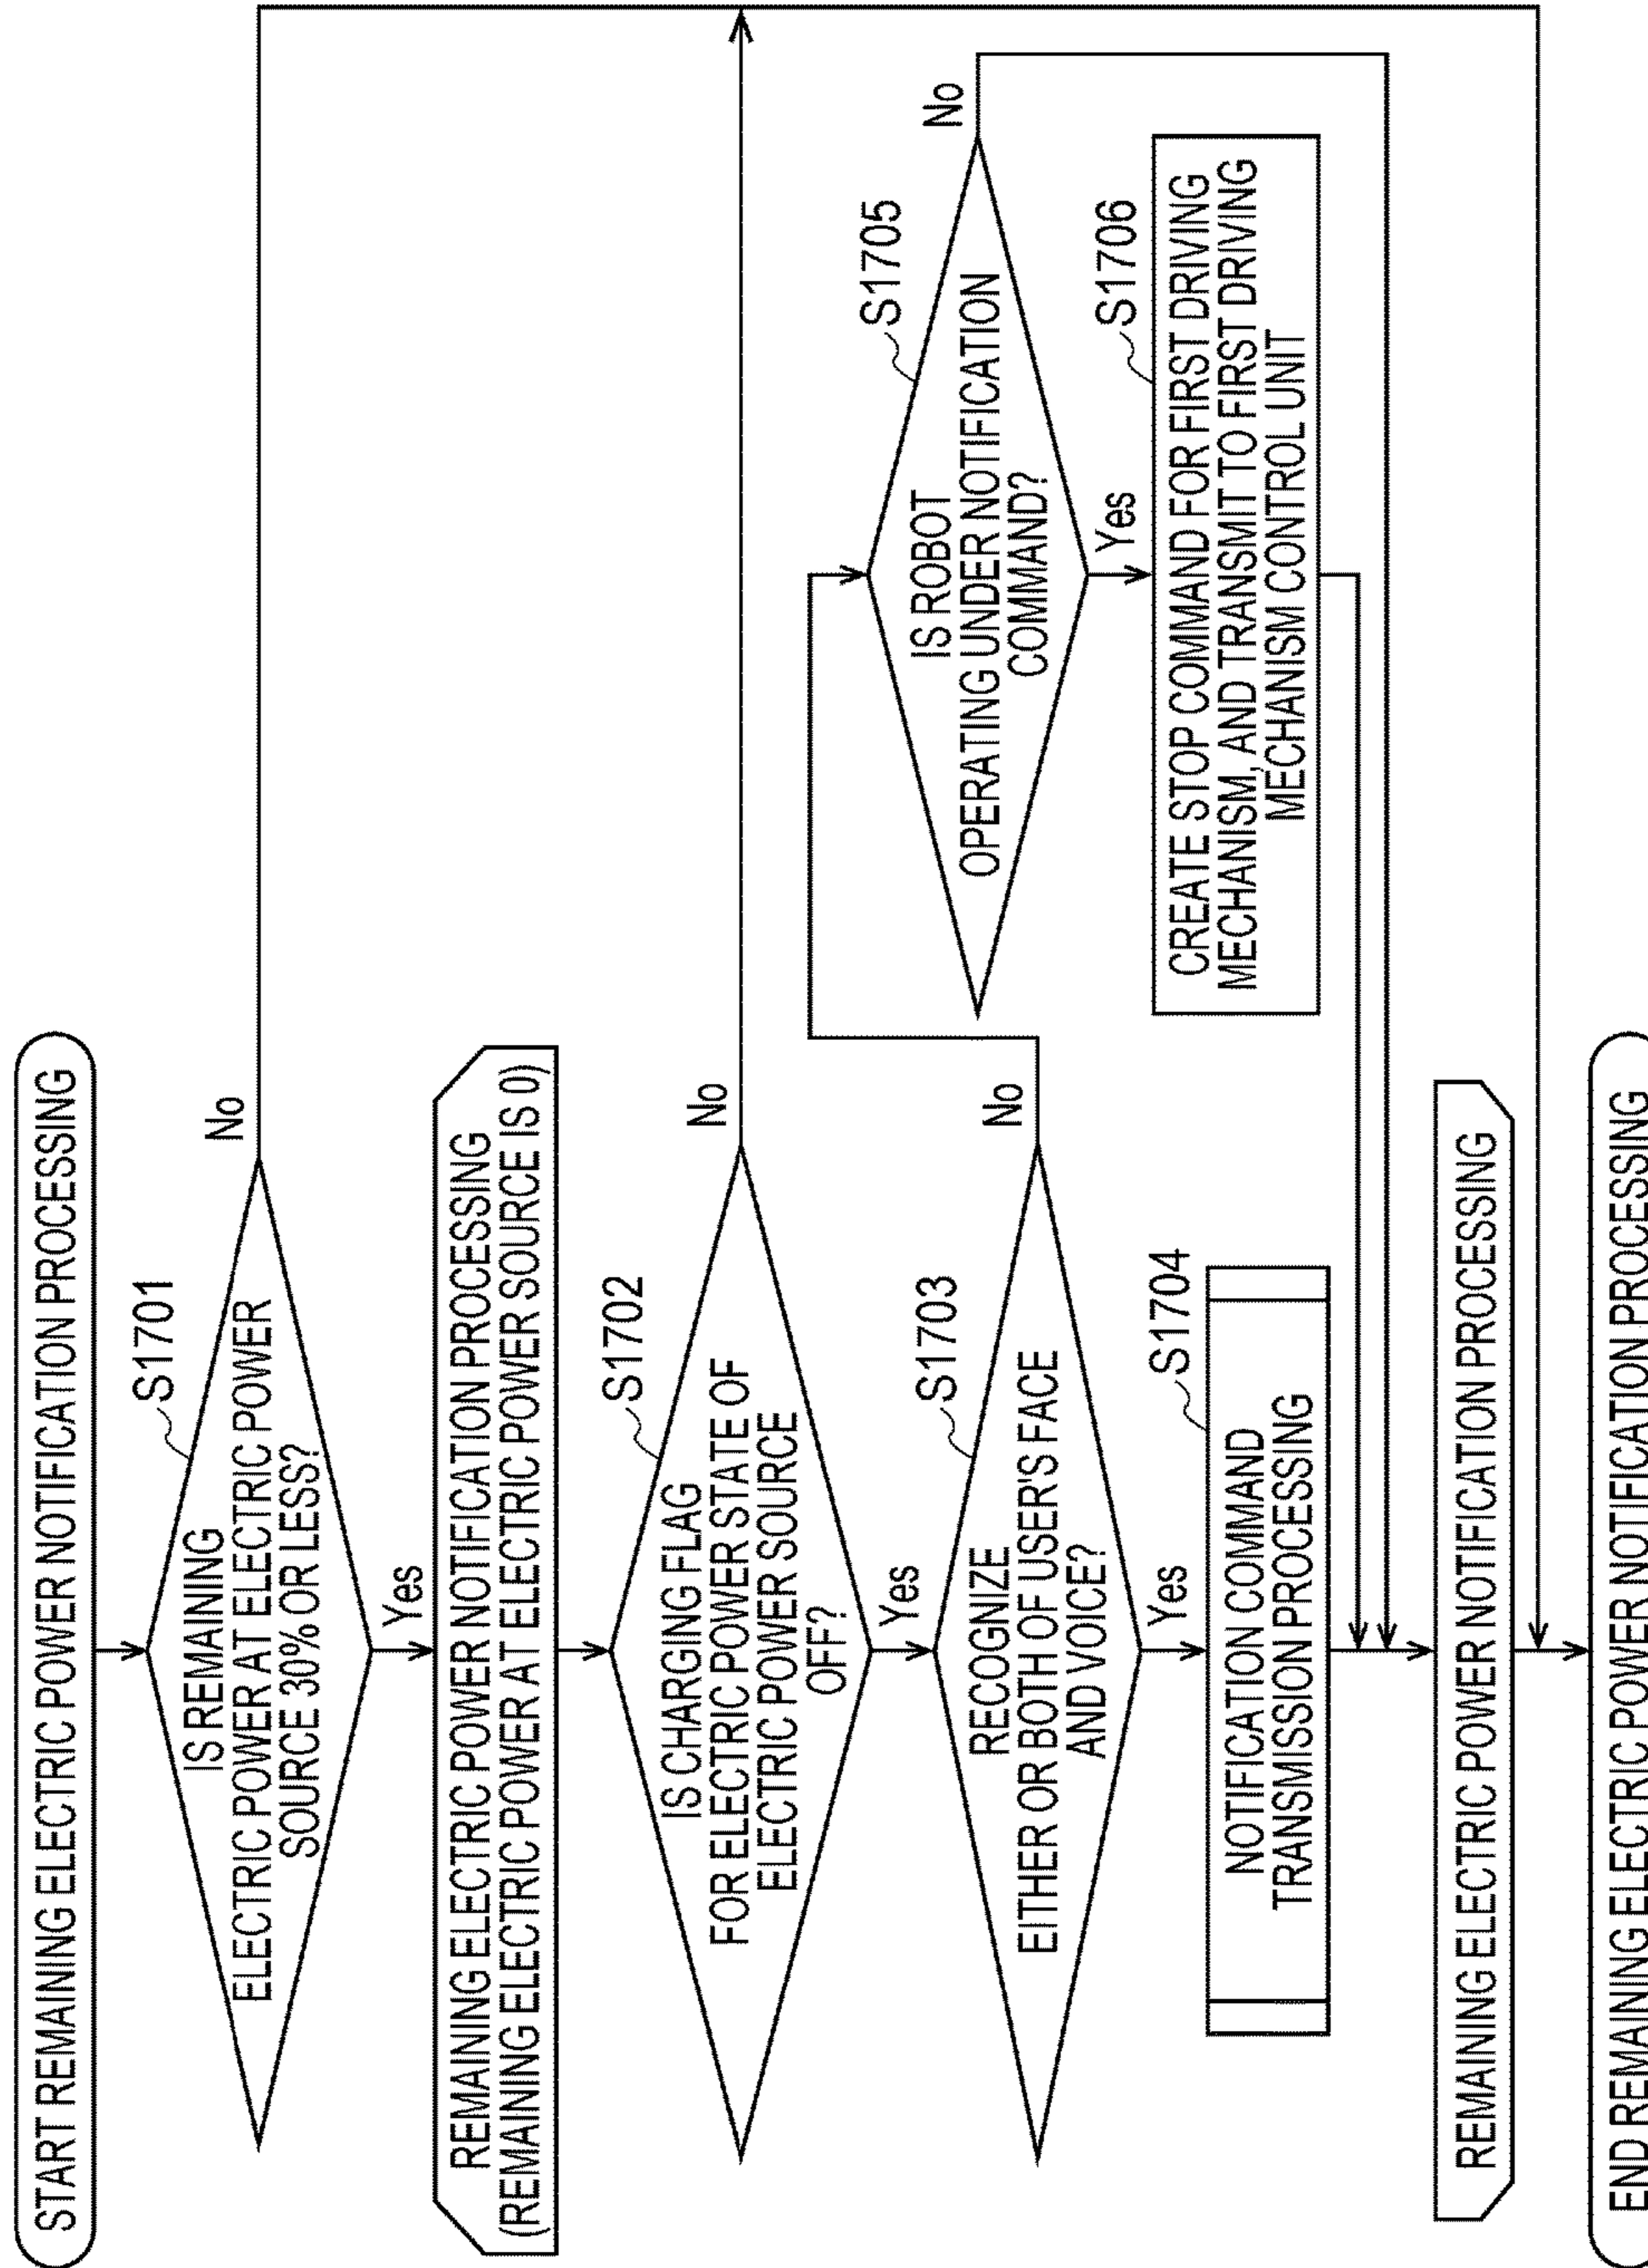 START REMAINING ELECTRIC POWER NOTIFICATION PROCESSING
S1701
IS REMAINING
ELECTRIC POWER AT ELECTRIC POWER
SOURCE 30% OR LESS?
No
Yes
REMAINING ELECTRIC POWER NOTIFICATION PROCESSING
(REMAINING ELECTRIC POWER AT ELECTRIC POWER SOURCE IS 0)
S1702
IS CHARGING FLAG
FOR ELECTRIC POWER STATE OF
ELECTRIC POWER SOURCE
OFF?
No
Yes
S1703
RECOGNIZE
EITHER OR BOTH OF USER'S FACE
AND VOICE?
No
Yes
S1704
NOTIFICATION COMMAND
TRANSMISSION PROCESSING
S1705
IS ROBOT
OPERATING UNDER NOTIFICATION
COMMAND?
No
Yes
S1706
CREATE STOP COMMAND FOR FIRST DRIVING
MECHANISM, AND TRANSMIT TO FIRST DRIVING
MECHANISM CONTROL UNIT
REMAINING ELECTRIC POWER NOTIFICATION PROCESSING
END REMAINING ELECTRIC POWER NOTIFICATION PROCESSING